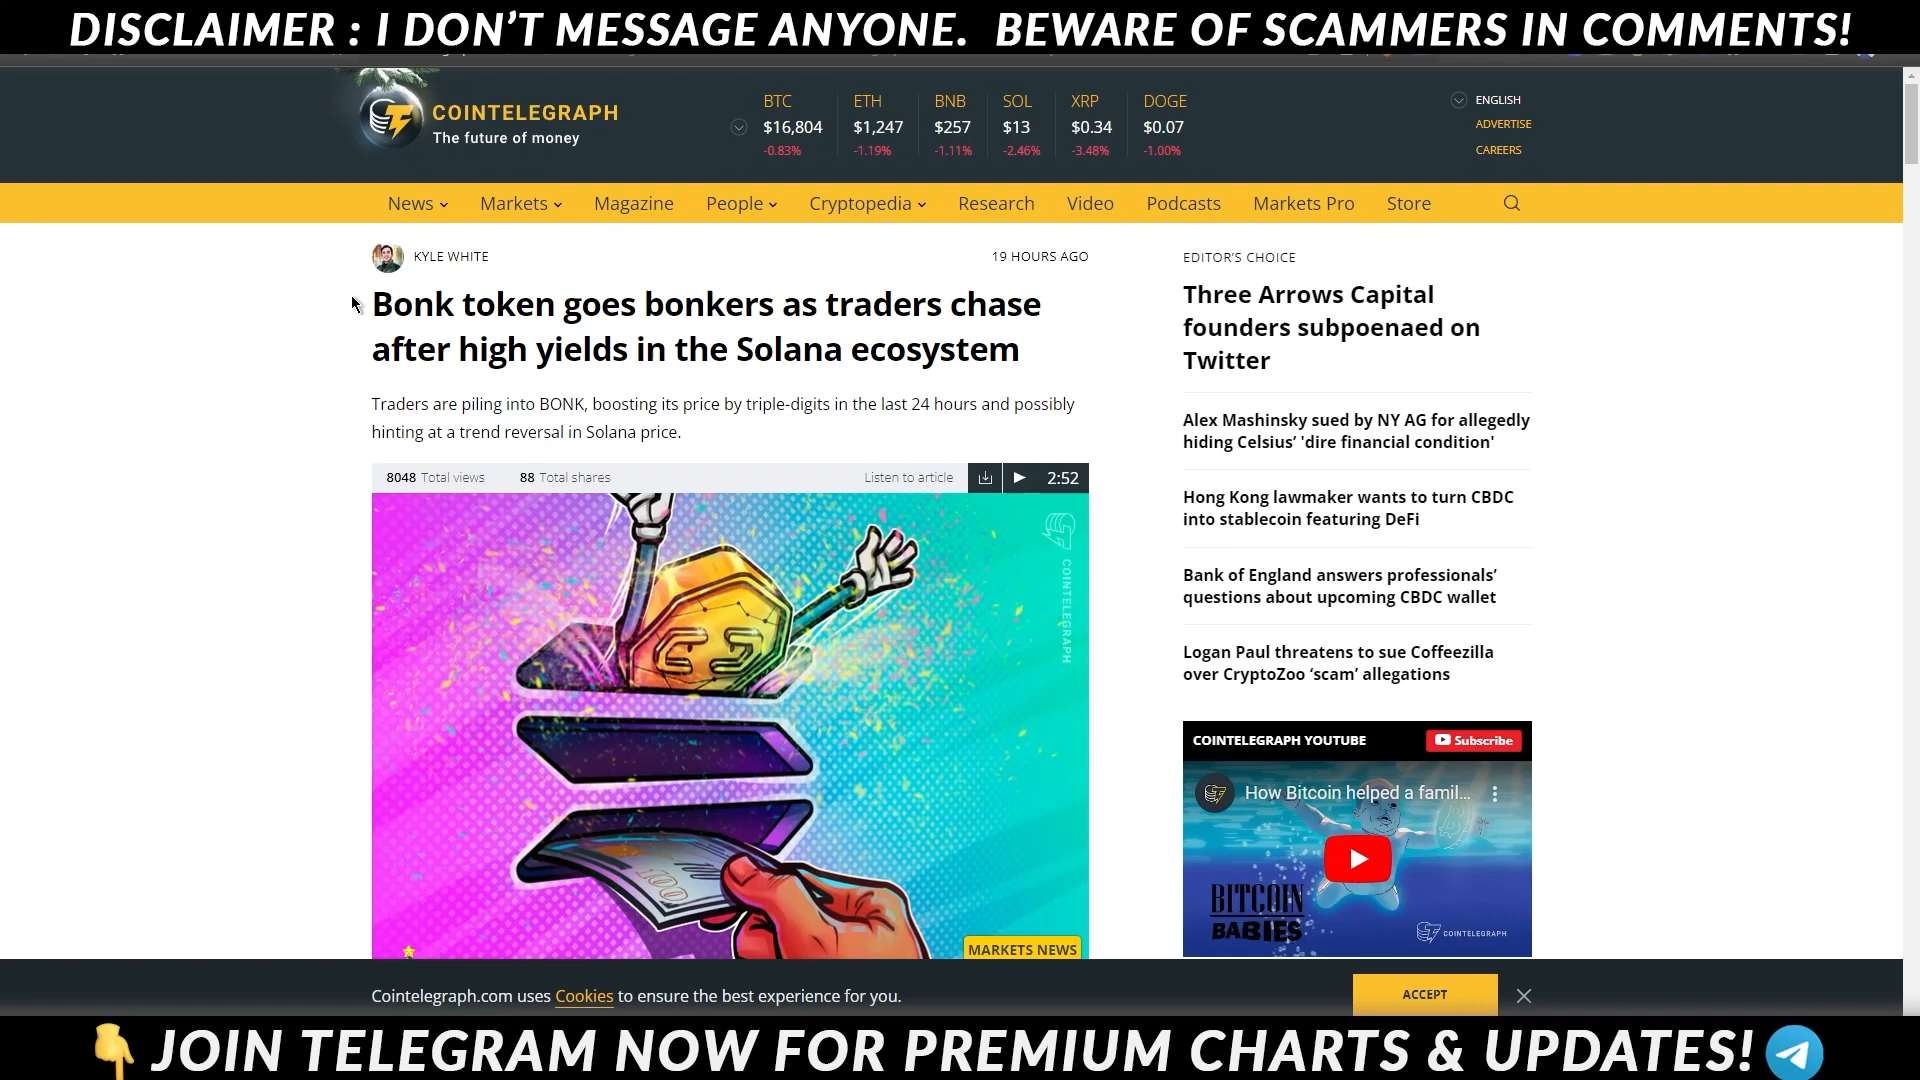 DISCLAIMER : I DON'T MESSAGE ANYONE. BEWARE OF SCAMMERS IN COMMENTS!
COINTELEGRAPH
The future of money
BTC ETH BNB SOL XRP DOGE
$16,804 $1,247 $257 $13 $0.34 $0.07
-0.83% -1.19% -1.11% -2.46% -3.48% -1.00%
ENGLISH
ADVERTISE
CAREERS
News Markets Magazine People Cryptopedia Research Video Podcasts Markets Pro Store
KYLE WHITE 19 HOURS AGO
Bonk token goes bonkers as traders chase
after high yields in the Solana ecosystem
Traders are piling into BONK, boosting its price by triple-digits in the last 24 hours and possibly
hinting at a trend reversal in Solana price.
8048 Total views 88 Total shares Listen to article 2:52
COINTELEGRAPH
100
MARKETS NEWS
EDITOR'S CHOICE
Three Arrows Capital
founders subpoenaed on
Twitter
Alex Mashinsky sued by NY AG for allegedly
hiding Celsius' 'dire financial condition'
Hong Kong lawmaker wants to turn CBDC
into stablecoin featuring DeFi
Bank of England answers professionals'
questions about upcoming CBDC wallet
Logan Paul threatens to sue Coffeezilla
over CryptoZoo 'scam' allegations
COINTELEGRAPH YOUTUBE Subscribe
How Bitcoin helped a famil...
BITCOIN
BABIES
COINTELEGRAPH
Cointelegraph.com uses Cookies to ensure the best experience for you.
ACCEPT
JOIN TELEGRAM NOW FOR PREMIUM CHARTS & UPDATES!